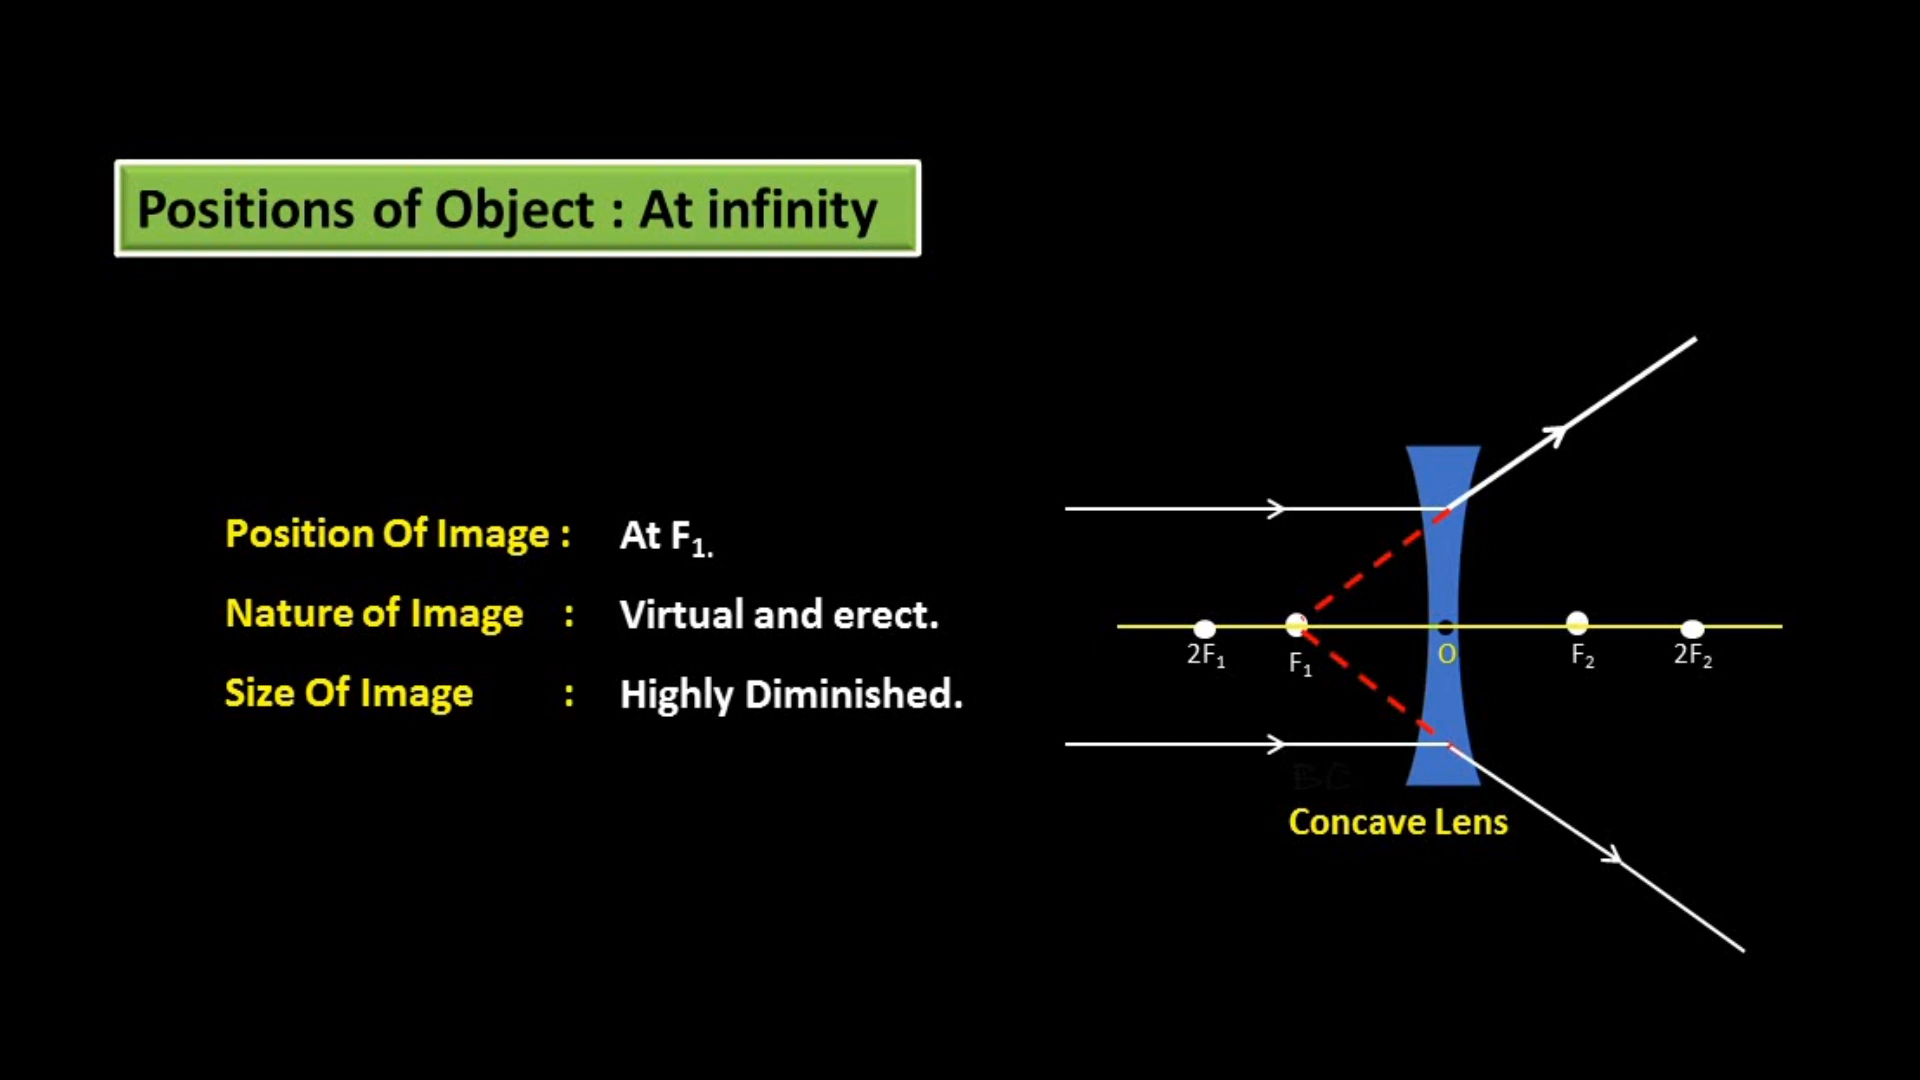 Positions of Object : At infinity
Position Of Image : At F₁.
Nature of Image : Virtual and erect.
Size Of Image : Highly Diminished.
2F₁ F₁ O F₂ 2F₂
Concave Lens